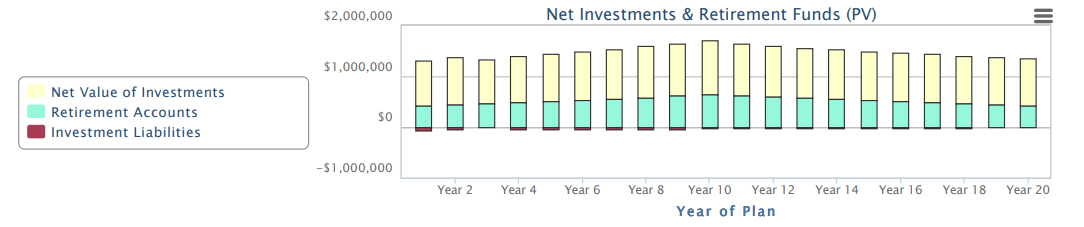 Net Investments & Retirement Funds (PV)
$2,000,000
$1,000,000
$0
−$1,000,000
Net Value of Investments
Retirement Accounts
Investment Liabilities
Year 2 Year 4 Year 6 Year 8 Year 10 Year 12 Year 14 Year 16 Year 18 Year 20
Year of Plan